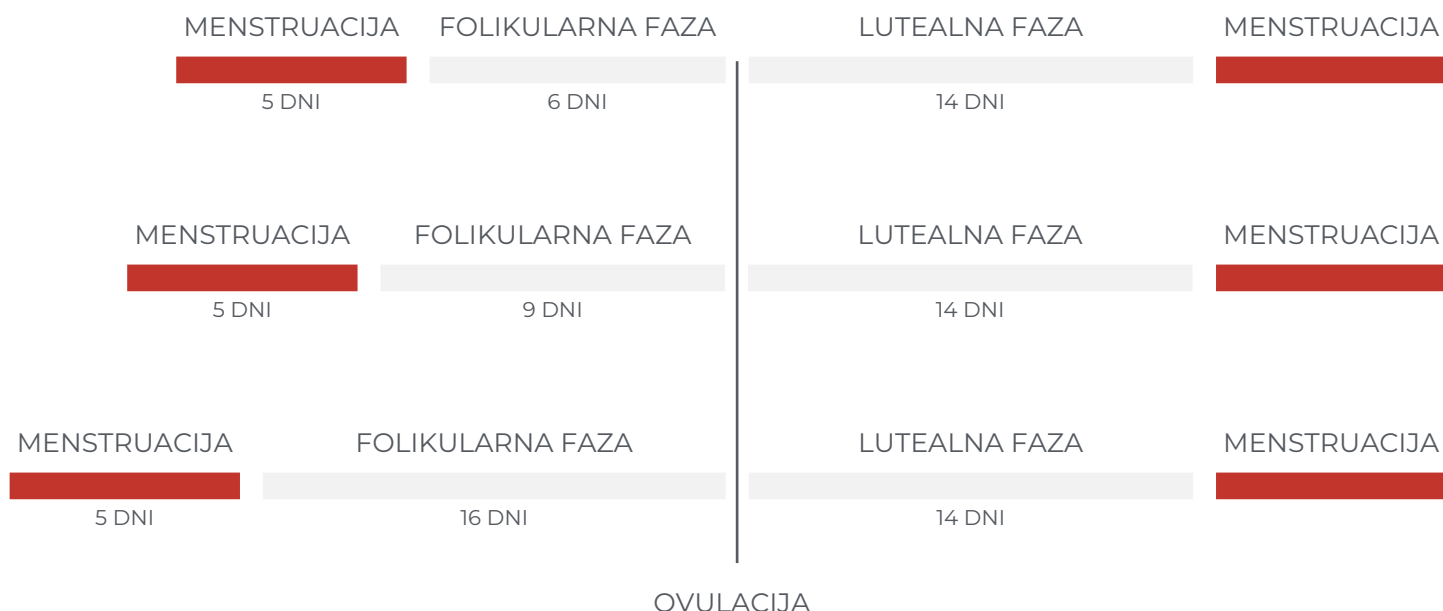 MENSTRUACIJA FOLIKULARNA FAZA LUTEALNA FAZA MENSTRUACIJA
5 DNI 6 DNI 14 DNI
MENSTRUACIJA FOLIKULARNA FAZA LUTEALNA FAZA MENSTRUACIJA
5 DNI 9 DNI 14 DNI
MENSTRUACIJA FOLIKULARNA FAZA LUTEALNA FAZA MENSTRUACIJA
5 DNI 16 DNI 14 DNI
OVULACIJA